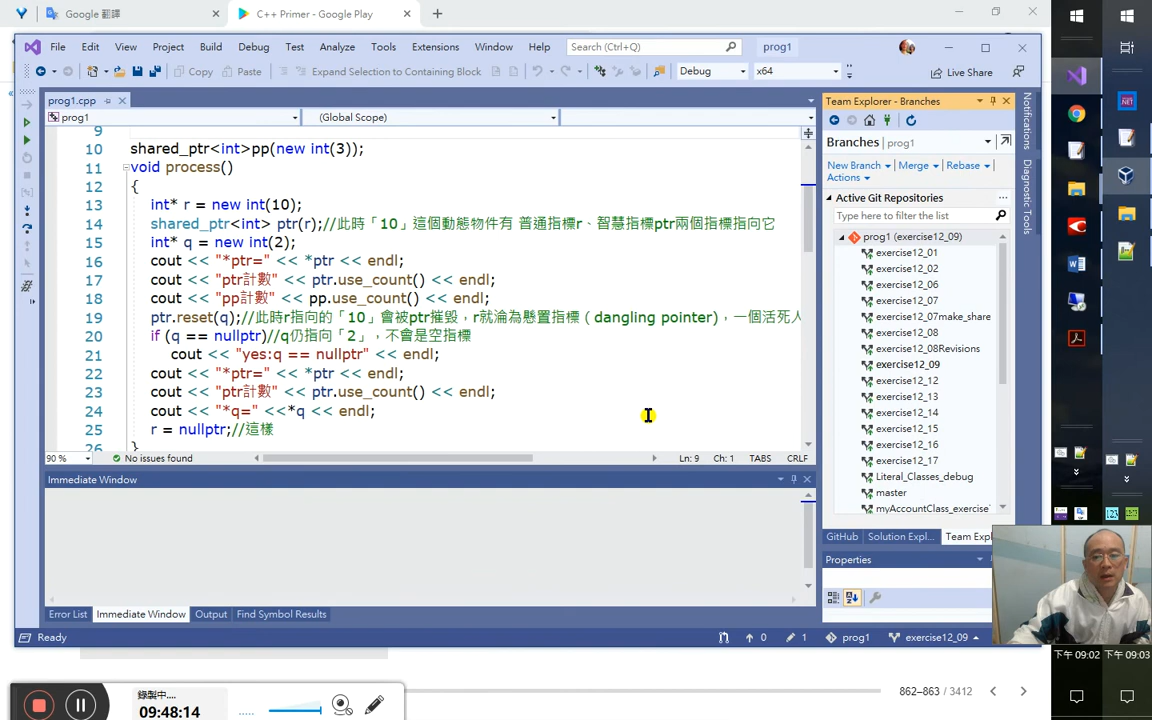 Google 翻譯
C++ Primer - Google Play
File Edit View Project Build Debug Test Analyze Tools Extensions Window Help Search (Ctrl+Q) prog1
Copy Paste Expand Selection to Containing Block Debug x64 Live Share
prog1.cpp
prog1 (Global Scope)
9
10 shared_ptr<int>pp(new int(3));
11 void process()
12 {
13 int* r = new int(10);
14 shared_ptr<int> ptr(r);//此時「10」這個動態物件有 普通指標r、智慧指標ptr兩個指標指向它
15 int* q = new int(2);
16 cout << "*ptr=" << *ptr << endl;
17 cout << "ptr計數" << ptr.use_count() << endl;
18 cout << "pp計數" << pp.use_count() << endl;
19 ptr.reset(q);//此時r指向的「10」會被ptr摧毀，r就淪為懸置指標（dangling pointer)，一個活死人
20 if (q == nullptr)//q仍指向「2」，不會是空指標
21 cout << "yes:q == nullptr" << endl;
22 cout << "*ptr=" << *ptr << endl;
23 cout << "ptr計數" << ptr.use_count() << endl;
24 cout << "*q=" <<*q << endl;
25 r = nullptr;//這樣
26 }
90 % No issues found Ln: 9 Ch: 1 TABS CRLF
Immediate Window
Error List Immediate Window Output Find Symbol Results
Ready 0 1 prog1 exercise12_09
Team Explorer - Branches
Branches prog1
New Branch Merge Rebase
Actions
Active Git Repositories
Type here to filter the list
prog1 (exercise12_09)
exercise12_01
exercise12_02
exercise12_06
exercise12_07
exercise12_07make_share
exercise12_08
exercise12_08Revisions
exercise12_09
exercise12_12
exercise12_13
exercise12_14
exercise12_15
exercise12_16
exercise12_17
Literal_Classes_debug
master
myAccountClass_exercise
GitHub Solution Expl... Team Expl
Properties
Notifications
Diagnostic Tools
.NET
123 123
下午 09:02 下午 09:03
錄製中....
09:48:14
862–863 / 3412